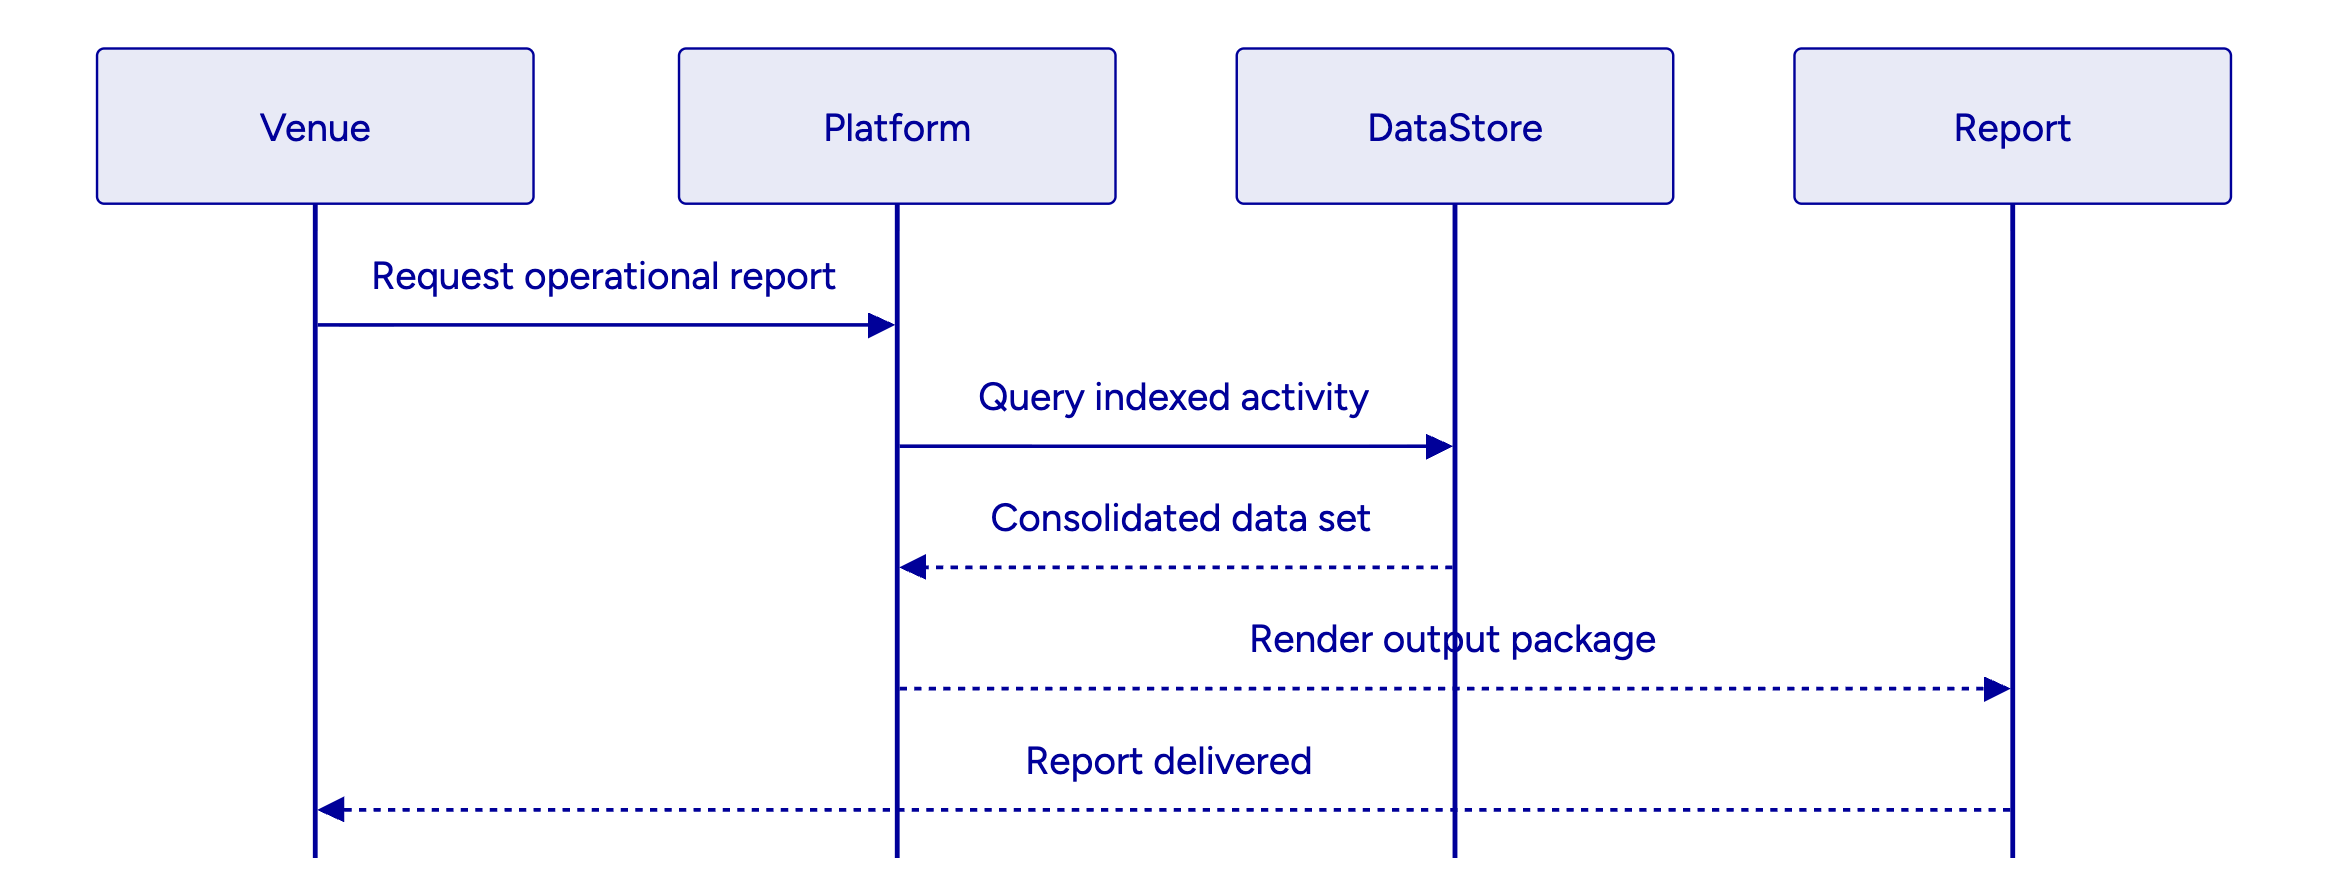 Venue
Platform
DataStore
Report
Request operational report
Query indexed activity
Consolidated data set
Render output package
Report delivered